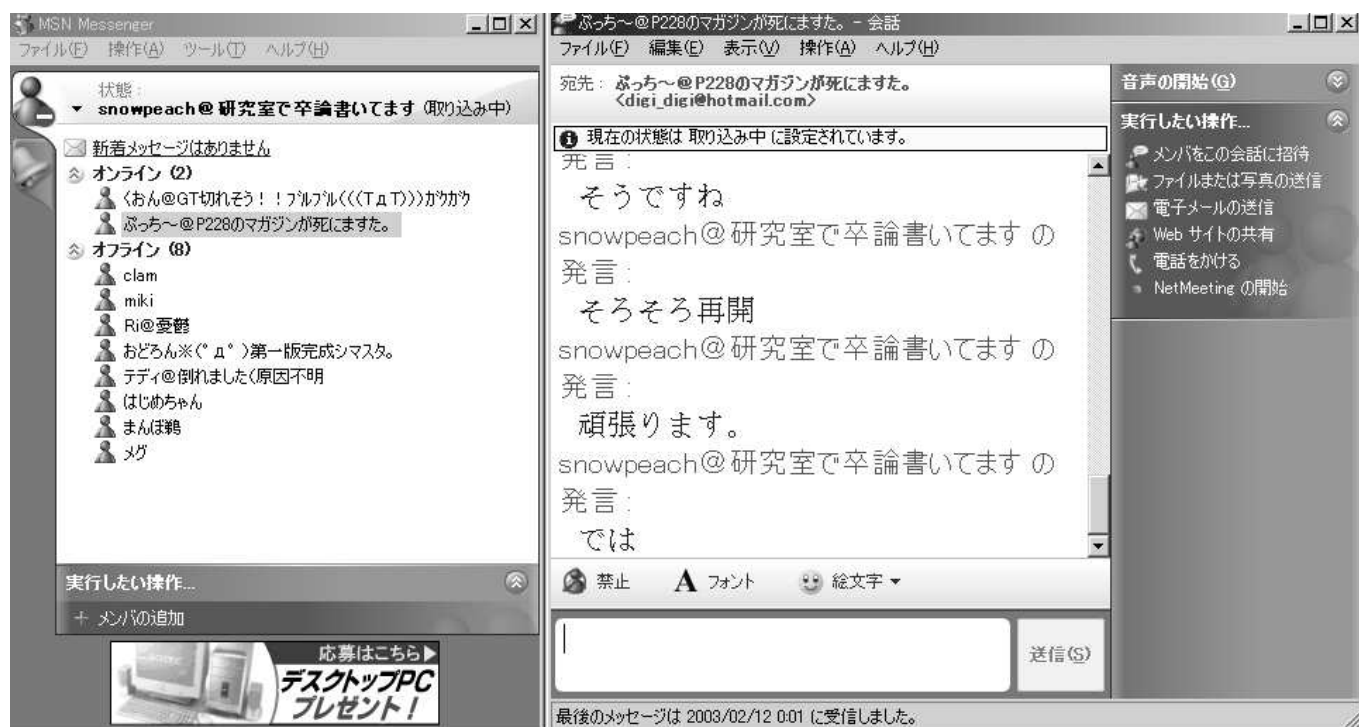 MSN Messenger
ファイル(F) 操作(A) ツール(T) ヘルプ(H)
状態:
snowpeach@研究室で卒論書いてます (取り込み中)
新着メッセージはありません
オンライン (2)
くおん@GT切れそう！！ﾌﾞﾙﾌﾞﾙ(((TдT)))ｶﾞｸｶﾞｸ
ぷっち～@P228のマガジンが死にますた。
オフライン (8)
clam
miki
Ri@憂鬱
おどろん※(ﾟдﾟ)第一版完成シマスタ。
テディ@倒れました(原因不明
はじめちゃん
まんぼ鵜
メグ
実行したい操作...
+ メンバの追加
応募はこちら▶
デスクトップPC
プレゼント！
ぷっち～@P228のマガジンが死にますた。 - 会話
ファイル(F) 編集(E) 表示(V) 操作(A) ヘルプ(H)
宛先: ぷっち～@P228のマガジンが死にますた。
<digi_digi@hotmail.com>
現在の状態は 取り込み中 に設定されています。
発言:
そうですね
snowpeach@研究室で卒論書いてます の
発言:
そろそろ再開
snowpeach@研究室で卒論書いてます の
発言:
頑張ります。
snowpeach@研究室で卒論書いてます の
発言:
では
禁止 A フォント 絵文字 ▼
送信(S)
最後のメッセージは 2003/02/12 0:01 に受信しました。
音声の開始(G)
実行したい操作...
メンバをこの会話に招待
ファイルまたは写真の送信
電子メールの送信
Web サイトの共有
電話をかける
NetMeeting の開始